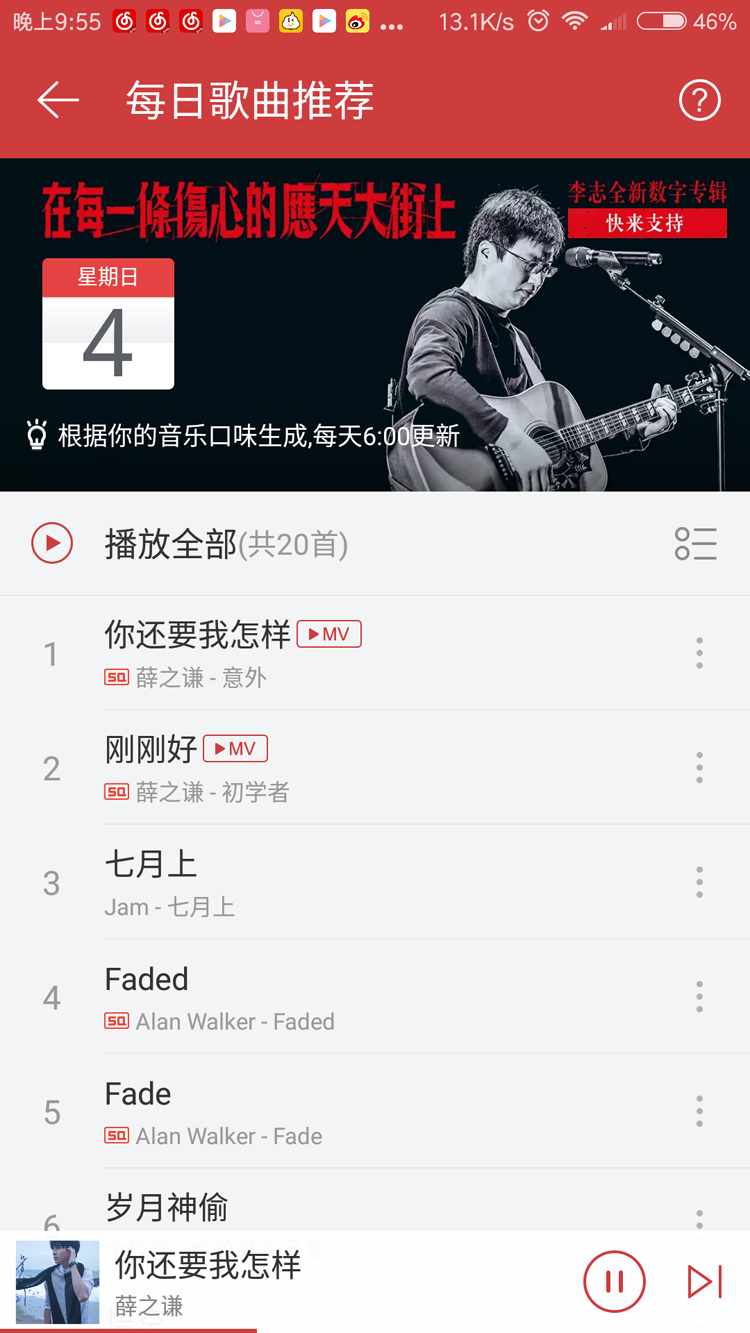 晚上9:55
13.1K/s
46%
每日歌曲推荐
?
在每一條傷心的應天大街上
李志全新数字专辑
快来支持
星期日
4
根据你的音乐口味生成,每天6:00更新
播放全部(共20首)
1
你还要我怎样 MV
SQ 薛之谦 - 意外
2
刚刚好 MV
SQ 薛之谦 - 初学者
3
七月上
Jam - 七月上
4
Faded
SQ Alan Walker - Faded
5
Fade
SQ Alan Walker - Fade
6
岁月神偷
你还要我怎样
薛之谦